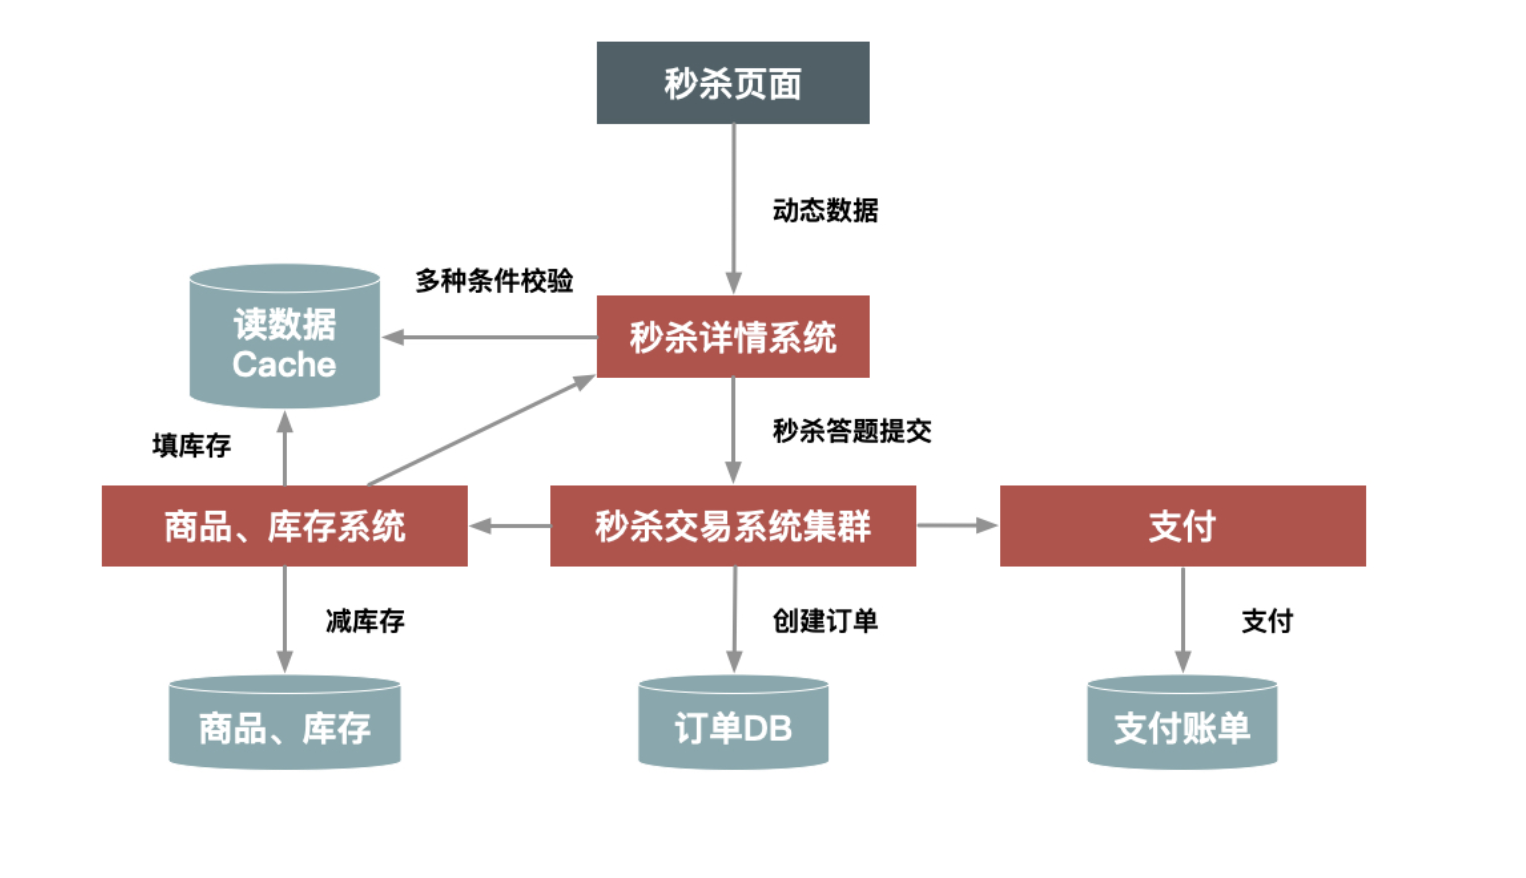 秒杀页面
动态数据
多种条件校验
读数据
Cache
秒杀详情系统
秒杀答题提交
填库存
商品、库存系统
秒杀交易系统集群
支付
减库存
创建订单
支付
商品、库存
订单DB
支付账单